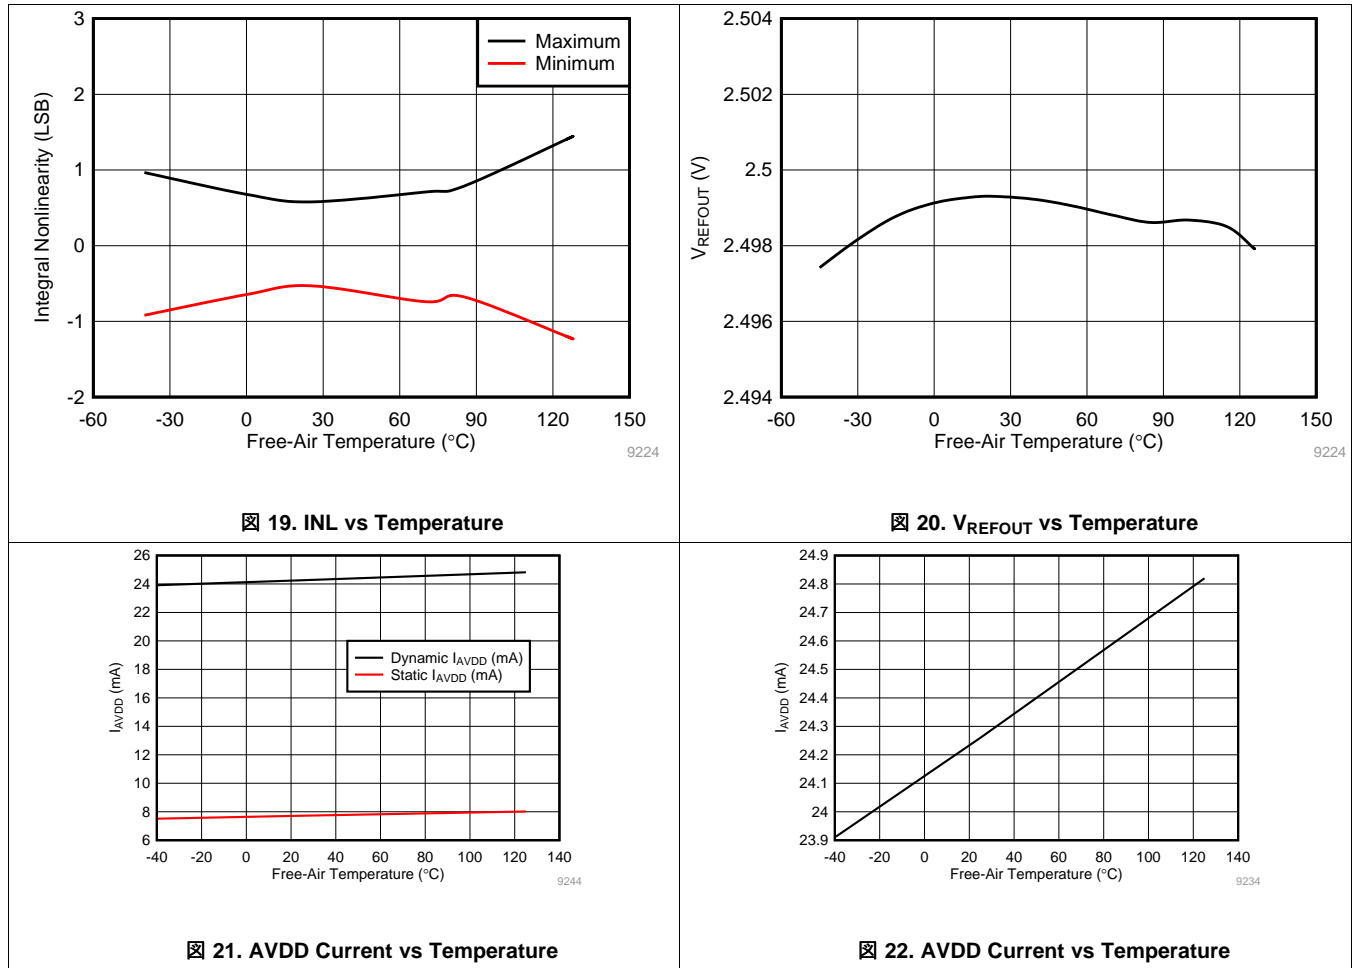 3
2
1
0
-1
-2
-60 -30 0 30 60 90 120 150
Integral Nonlinearity (LSB)
Free-Air Temperature (°C)
Maximum
Minimum
9224
図 19. INL vs Temperature
2.504
2.502
2.5
2.498
2.496
2.494
-60 -30 0 30 60 90 120 150
VREFOUT (V)
Free-Air Temperature (°C)
9224
図 20. VREFOUT vs Temperature
26
24
22
20
18
16
14
12
10
8
6
-40 -20 0 20 40 60 80 100 120 140
IAVDD (mA)
Free-Air Temperature (°C)
Dynamic IAVDD (mA)
Static IAVDD (mA)
9244
図 21. AVDD Current vs Temperature
24.9
24.8
24.7
24.6
24.5
24.4
24.3
24.2
24.1
24
23.9
-40 -20 0 20 40 60 80 100 120 140
IAVDD (mA)
Free-Air Temperature (°C)
9234
図 22. AVDD Current vs Temperature